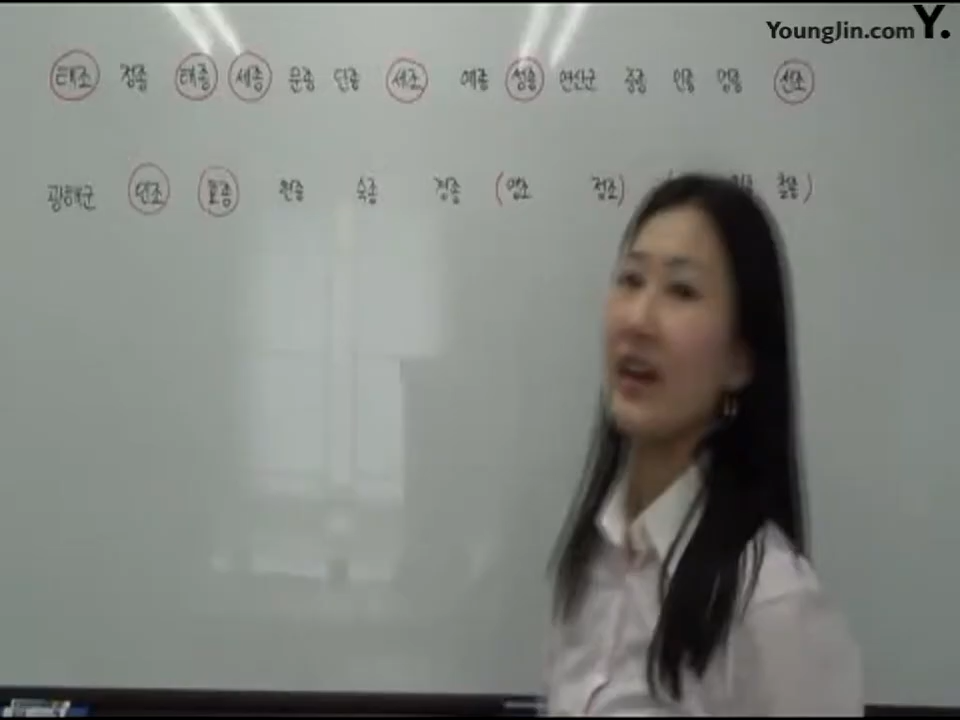 YoungJin.com Y.
태조 정종 태종 세종 문종 단종 세조 예종 성종 연산군 중종 인종 명종 선조
광해군 인조 효종 현종 숙종 경종 (영조 정조) ( 철종)